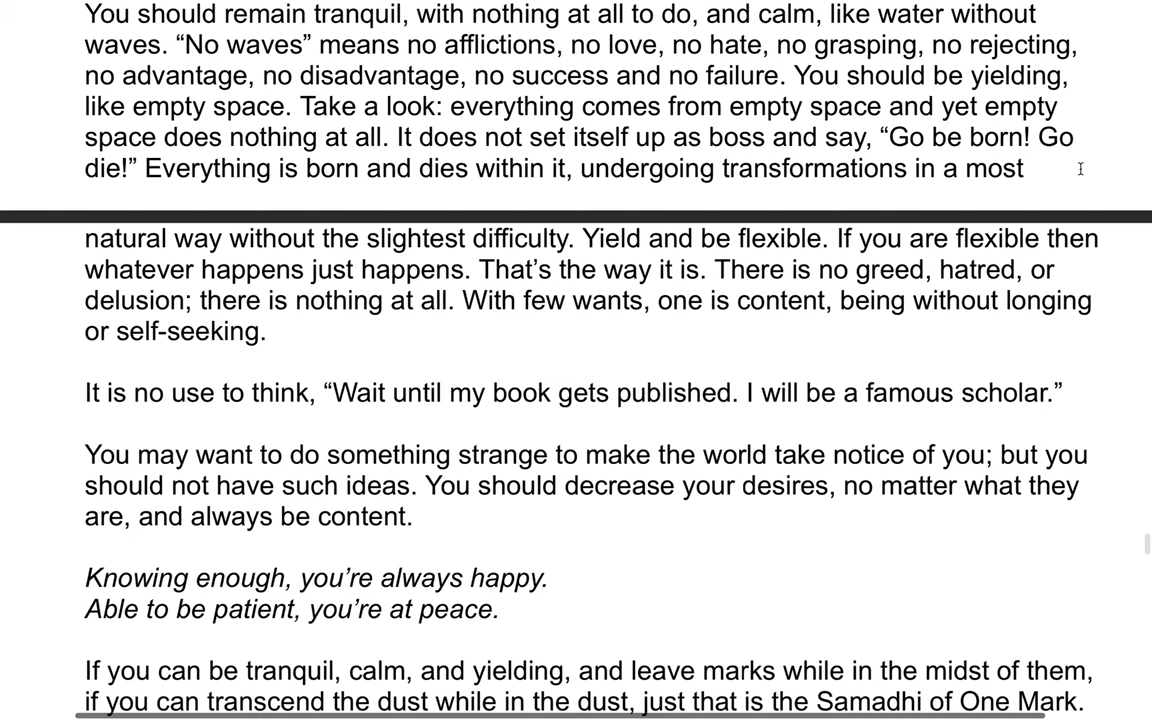 You should remain tranquil, with nothing at all to do, and calm, like water without
waves. “No waves” means no afflictions, no love, no hate, no grasping, no rejecting,
no advantage, no disadvantage, no success and no failure. You should be yielding,
like empty space. Take a look: everything comes from empty space and yet empty
space does nothing at all. It does not set itself up as boss and say, “Go be born! Go
die!” Everything is born and dies within it, undergoing transformations in a most
natural way without the slightest difficulty. Yield and be flexible. If you are flexible then
whatever happens just happens. That’s the way it is. There is no greed, hatred, or
delusion; there is nothing at all. With few wants, one is content, being without longing
or self-seeking.
It is no use to think, “Wait until my book gets published. I will be a famous scholar.”
You may want to do something strange to make the world take notice of you; but you
should not have such ideas. You should decrease your desires, no matter what they
are, and always be content.
Knowing enough, you’re always happy.
Able to be patient, you’re at peace.
If you can be tranquil, calm, and yielding, and leave marks while in the midst of them,
if you can transcend the dust while in the dust, just that is the Samadhi of One Mark.